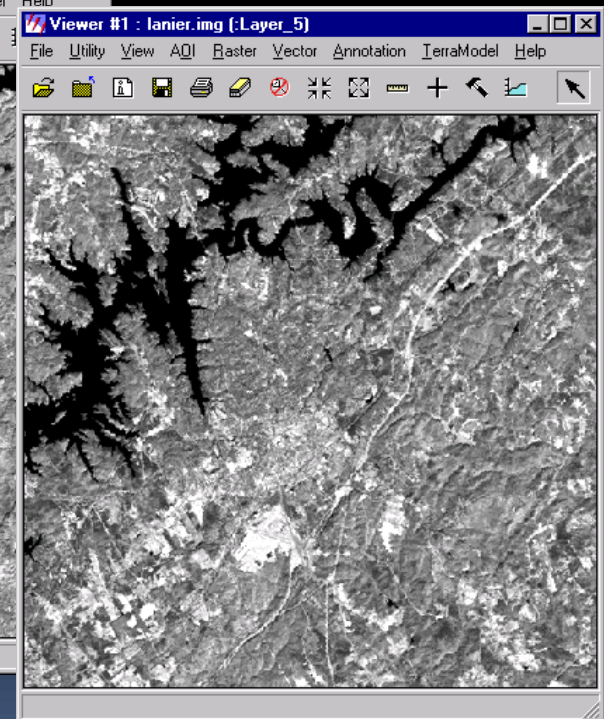 Help
Viewer #1 : lanier.img (:Layer_5)
File Utility View AOI Raster Vector Annotation TerraModel Help